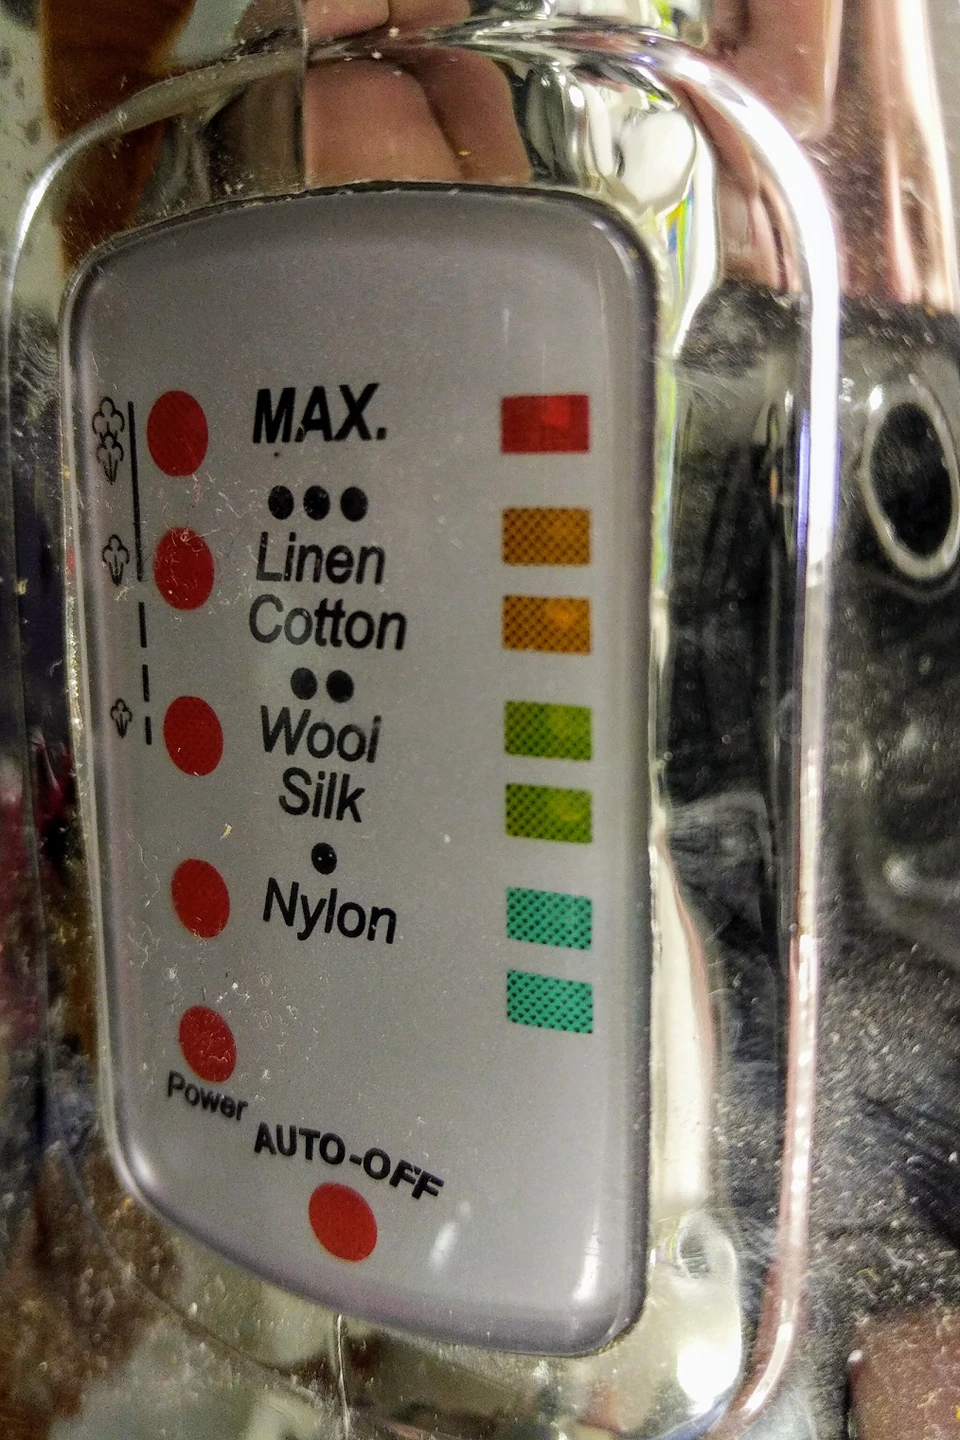 MAX.
Linen
Cotton
Wool
Silk
Nylon
Power
AUTO-OFF